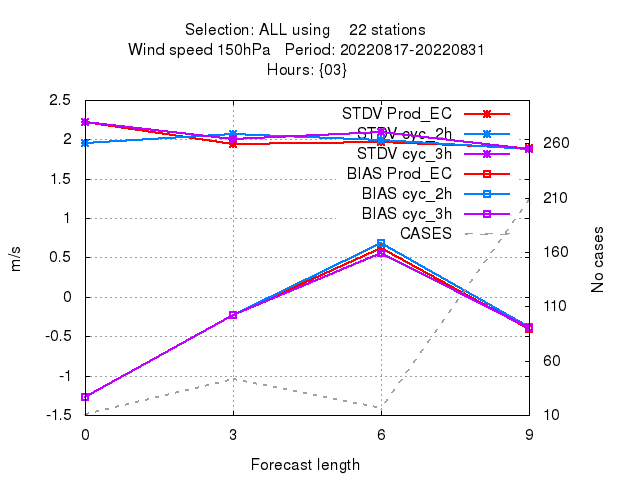 Selection: ALL using    22 stations
Wind speed 150hPa   Period: 20220817-20220831
Hours: {03}
2.5
2
1.5
1
0.5
0
-0.5
-1
-1.5
m/s
STDV Prod_EC
STDV cyc_2h
STDV cyc_3h
BIAS Prod_EC
BIAS cyc_2h
BIAS cyc_3h
CASES
260
210
160
110
60
10
No cases
0 3 6 9
Forecast length